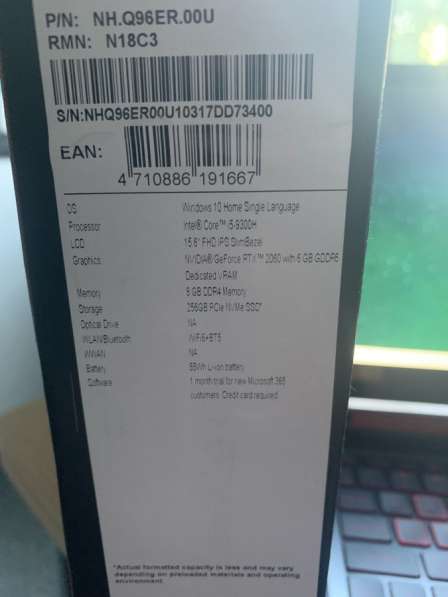 P/N: NH.Q96ER.00U
RMN: N18C3
S/N:NHQ96ER00U10317DD73400
EAN:
4 710886 191667
OS Windows 10 Home Single Language
Processor Intel® Core™ i5-9300H
LCD 15.6" FHD IPS SlimBezel
Graphics NVIDIA® GeForce RTX™ 2060 with 6 GB GDDR6
Dedicated VRAM
Memory 8 GB DDR4 Memory
Storage 256GB PCIe NVMe SSD*
Optical Drive NA
WLAN/Bluetooth WiFi6+BT5
WWAN NA
Battery Li-ion battery
Software 1 month trial for new Microsoft 365
customers. Credit card required.
*Actual formatted capacity is less and may vary
depending on preloaded materials and operating
environment.